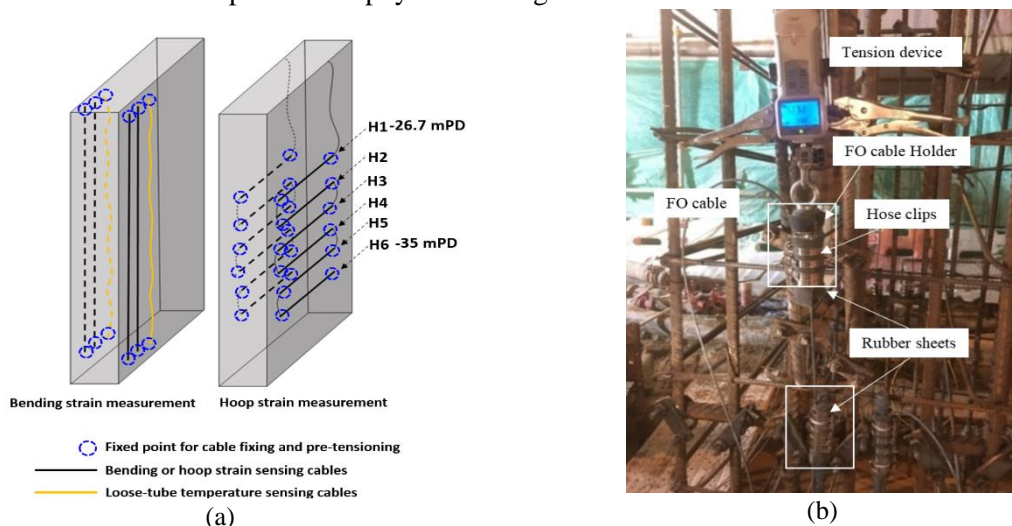 H1-26.7 mPD
H2
H3
H4
H5
H6 -35 mPD
Bending strain measurement
Hoop strain measurement
Fixed point for cable fixing and pre-tensioning
Bending or hoop strain sensing cables
Loose-tube temperature sensing cables
(a)
Tension device
FO cable Holder
FO cable
Hose clips
Rubber sheets
(b)